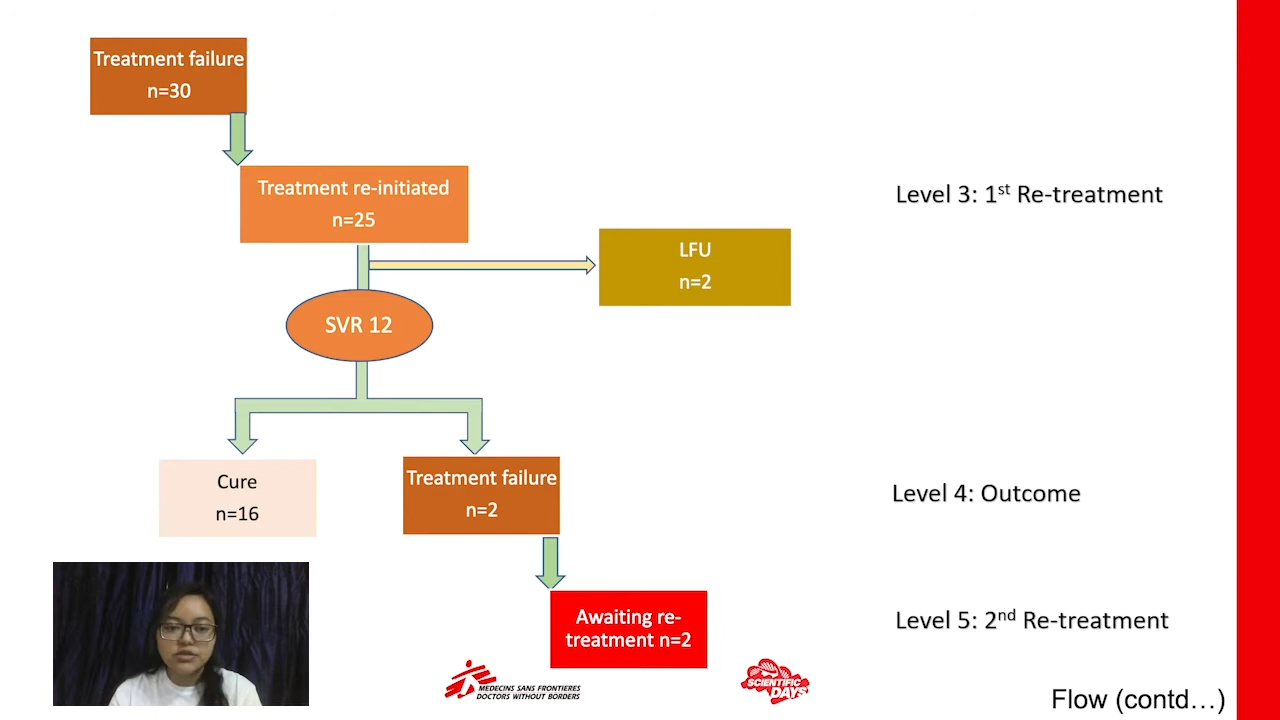 Treatment failure
n=30
Treatment re-initiated
n=25
Level 3: 1st Re-treatment
LFU
n=2
SVR 12
Cure
n=16
Treatment failure
n=2
Level 4: Outcome
Awaiting re-
treatment n=2
Level 5: 2nd Re-treatment
MEDECINS SANS FRONTIERES
DOCTORS WITHOUT BORDERS
SCIENTIFIC
DAYS
Flow (contd...)